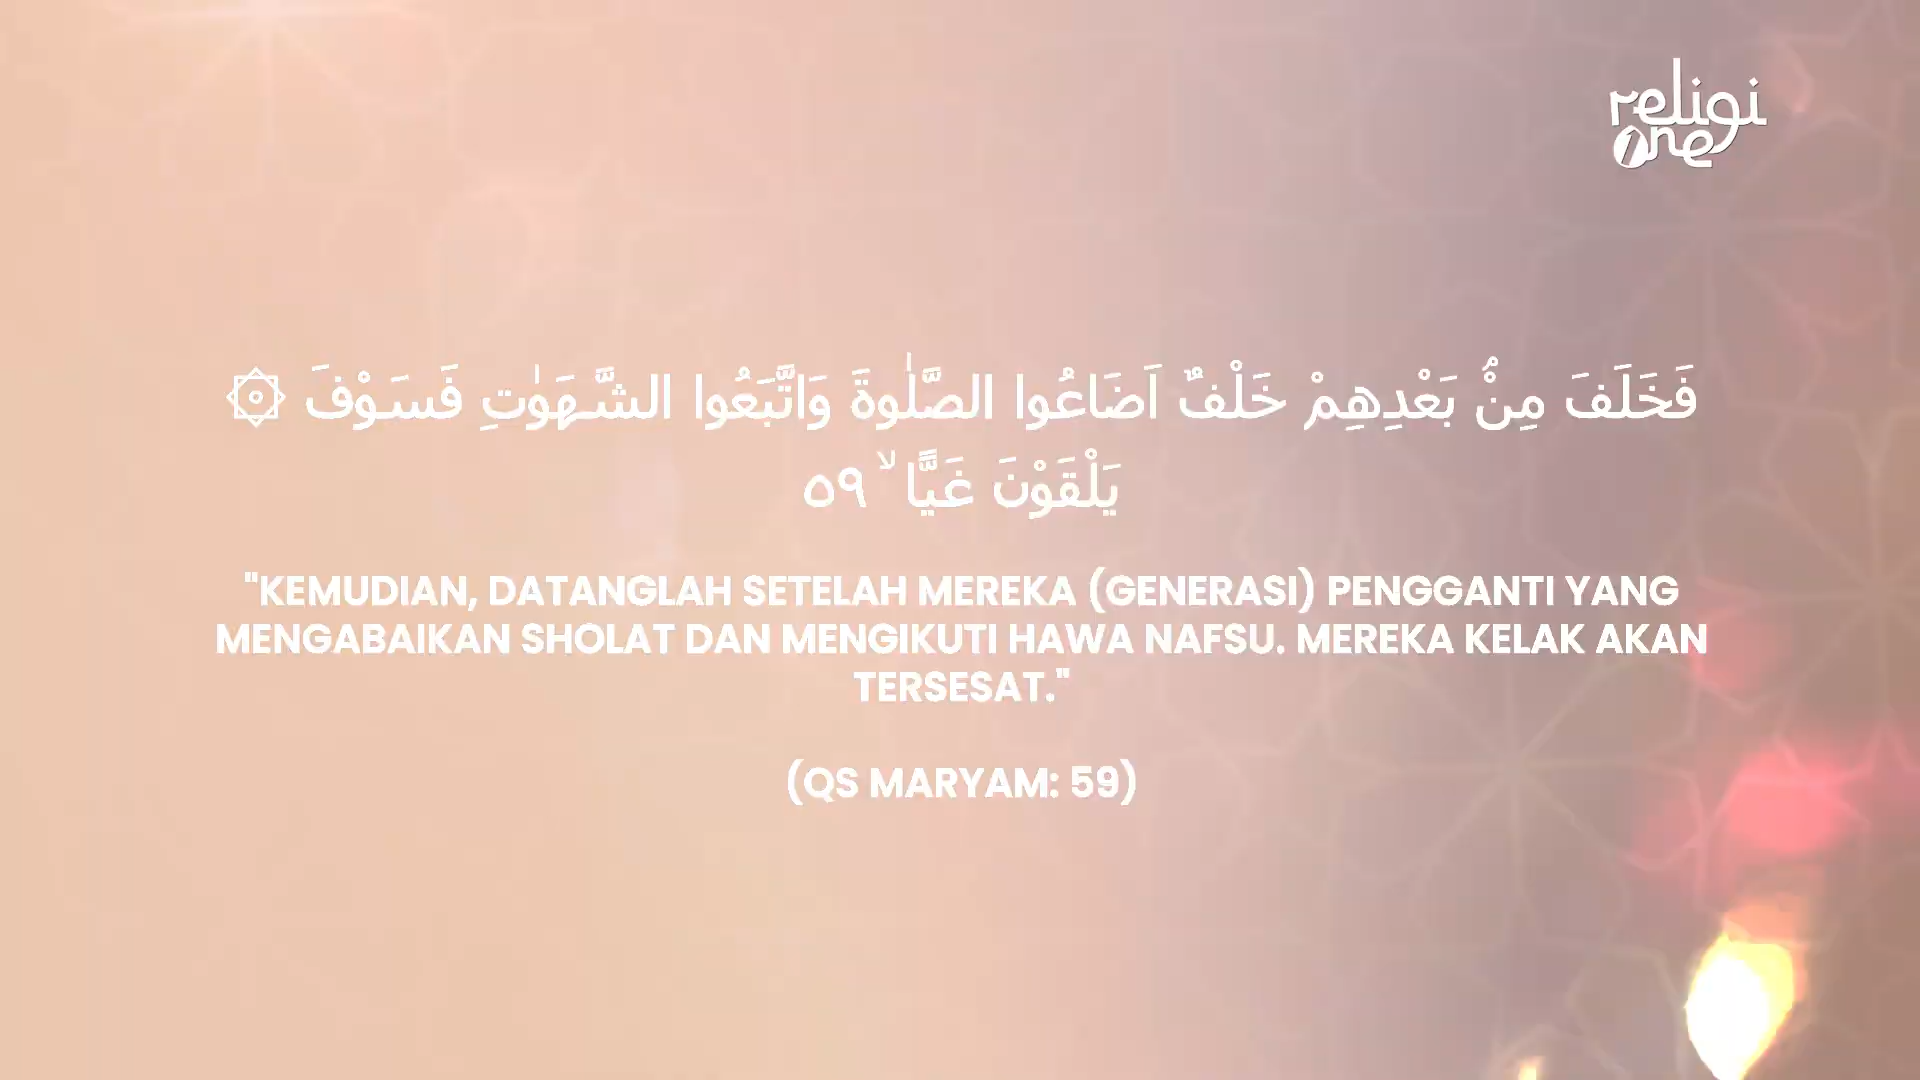 religi
one
فَخَلَفَ مِنْۢ بَعْدِهِمْ خَلْفٌ اَضَاعُوا الصَّلٰوةَ وَاتَّبَعُوا الشَّهَوٰتِ فَسَوْفَ ۞
يَلْقَوْنَ غَيًّا ۙ ٥٩
"KEMUDIAN, DATANGLAH SETELAH MEREKA (GENERASI) PENGGANTI YANG
MENGABAIKAN SHOLAT DAN MENGIKUTI HAWA NAFSU. MEREKA KELAK AKAN
TERSESAT."
(QS MARYAM: 59)